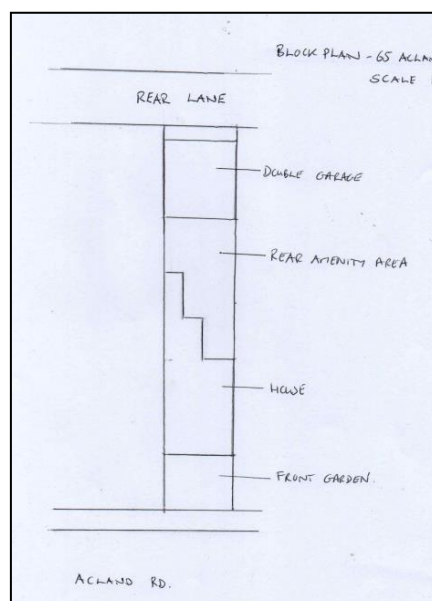 BLOCK PLAN - 65 ACLAN
SCALE
REAR LANE
DOUBLE GARAGE
REAR AMENITY AREA
HOUSE
FRONT GARDEN.
ACLAND RD.